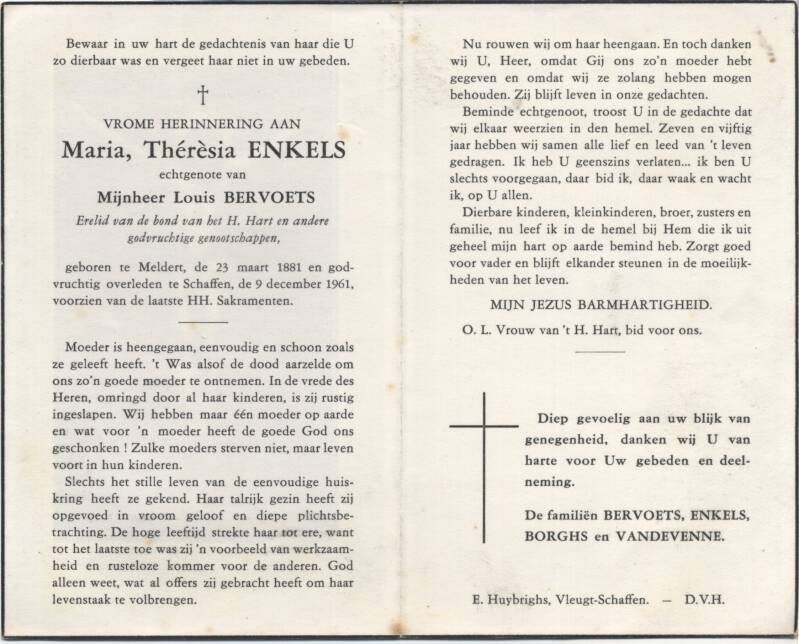 Bewaar in uw hart de gedachtenis van haar die U
zo dierbaar was en vergeet haar niet in uw gebeden.
†
VROME HERINNERING AAN
Maria, Thérèsia ENKELS
echtgenote van
Mijnheer Louis BERVOETS
Erelid van de bond van het H. Hart en andere
godvruchtige genootschappen,
geboren te Meldert, de 23 maart 1881 en god-
vruchtig overleden te Schaffen, de 9 december 1961,
voorzien van de laatste HH. Sakramenten.
Moeder is heengegaan, eenvoudig en schoon zoals
ze geleeft heeft. 't Was alsof de dood aarzelde om
ons zo'n goede moeder te ontnemen. In de vrede des
Heren, omringd door al haar kinderen, is zij rustig
ingeslapen. Wij hebben maar één moeder op aarde
en wat voor 'n moeder heeft de goede God ons
geschonken ! Zulke moeders sterven niet, maar leven
voort in hun kinderen.
Slechts het stille leven van de eenvoudige huis-
kring heeft ze gekend. Haar talrijk gezin heeft zij
opgevoed in vroom geloof en diepe plichtsbe-
trachting. De hoge leeftijd strekte haar tot ere, want
tot het laatste toe was zij 'n voorbeeld van werkzaam-
heid en rusteloze kommer voor de anderen. God
alleen weet, wat al offers zij gebracht heeft om haar
levenstaak te volbrengen.
Nu rouwen wij om haar heengaan. En toch danken
wij U, Heer, omdat Gij ons zo'n moeder hebt
gegeven en omdat wij ze zolang hebben mogen
behouden. Zij blijft leven in onze gedachten.
Beminde echtgenoot, troost U in de gedachte dat
wij elkaar weerzien in den hemel. Zeven en vijftig
jaar hebben wij samen alle lief en leed van 't leven
gedragen. Ik heb U geenszins verlaten... ik ben U
slechts voorgegaan, daar bid ik, daar waak en wacht
ik, op U allen.
Dierbare kinderen, kleinkinderen, broer, zusters en
familie, nu leef ik in de hemel bij Hem die ik uit
geheel mijn hart op aarde bemind heb. Zorgt goed
voor vader en blijft elkander steunen in de moeilijk-
heden van het leven.
MIJN JEZUS BARMHARTIGHEID.
O. L. Vrouw van 't H. Hart, bid voor ons.
Diep gevoelig aan uw blijk van
genegenheid, danken wij U van
harte voor Uw gebeden en deel-
neming.
De familiën BERVOETS, ENKELS,
BORGHS en VANDEVENNE.
E. Huybrighs, Vleugt-Schaffen. — D.V.H.